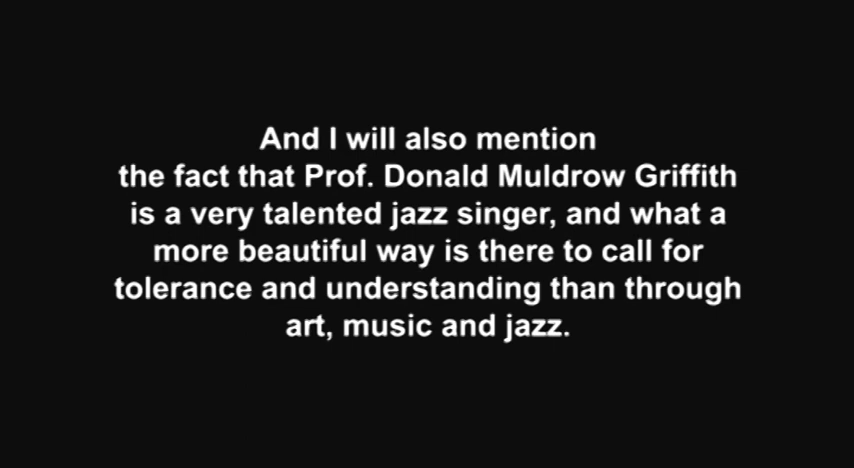 And I will also mention
the fact that Prof. Donald Muldrow Griffith
is a very talented jazz singer, and what a
more beautiful way is there to call for
tolerance and understanding than through
art, music and jazz.